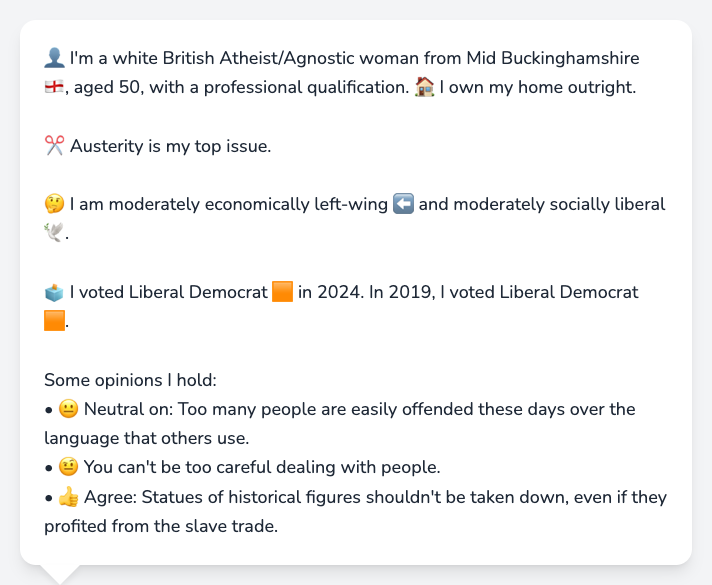 👤 I'm a white British Atheist/Agnostic woman from Mid Buckinghamshire
🏴󠁧󠁢󠁥󠁮󠁧󠁿, aged 50, with a professional qualification. 🏠 I own my home outright.
✂️ Austerity is my top issue.
🤔 I am moderately economically left-wing ⬅️ and moderately socially liberal
🕊️.
🗳️ I voted Liberal Democrat 🟧 in 2024. In 2019, I voted Liberal Democrat
🟧.
Some opinions I hold:
• 😐 Neutral on: Too many people are easily offended these days over the
language that others use.
• 🤨 You can't be too careful dealing with people.
• 👍 Agree: Statues of historical figures shouldn't be taken down, even if they
profited from the slave trade.